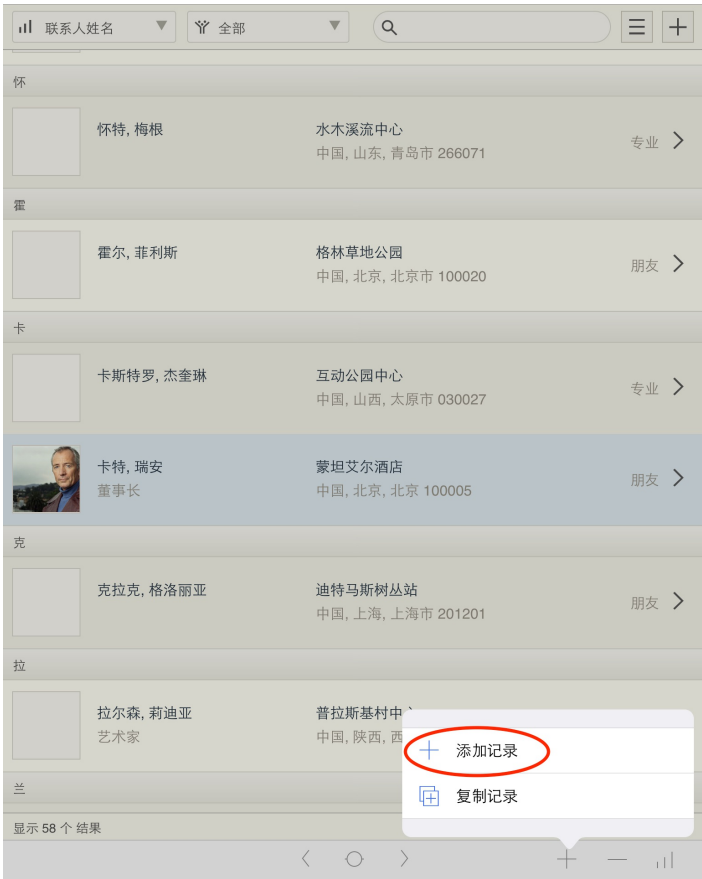 联系人姓名 全部
怀
怀特, 梅根 水木溪流中心
中国, 山东, 青岛市 266071 专业
霍
霍尔, 菲利斯 格林草地公园
中国, 北京, 北京市 100020 朋友
卡
卡斯特罗, 杰奎琳 互动公园中心
中国, 山西, 太原市 030027 专业
卡特, 瑞安 蒙坦艾尔酒店
董事长 中国, 北京, 北京 100005 朋友
克
克拉克, 格洛丽亚 迪特马斯树丛站
中国, 上海, 上海市 201201 朋友
拉
拉尔森, 莉迪亚 普拉斯基村中
艺术家 中国, 陕西, 西
添加记录
复制记录
兰
显示 58 个 结果